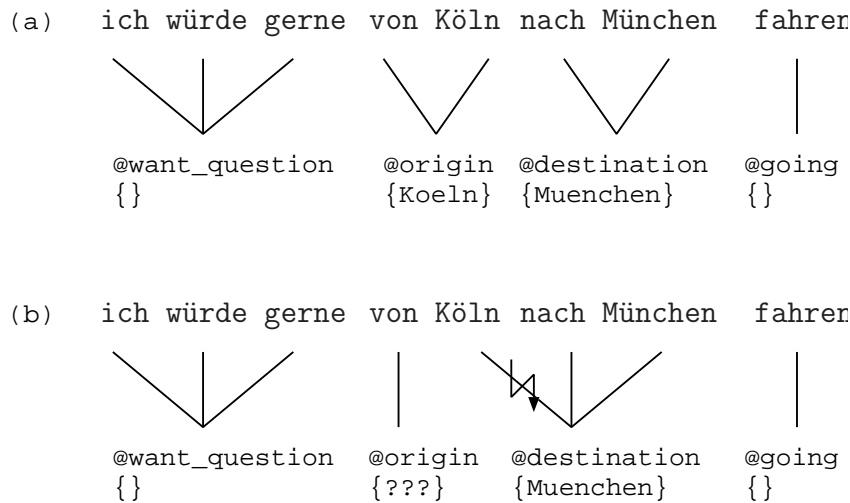 (a) ich würde gerne von Köln nach München fahren
@want_question @origin @destination @going
{} {Koeln} {Muenchen} {}
(b) ich würde gerne von Köln nach München fahren
@want_question @origin @destination @going
{} {???} {Muenchen} {}